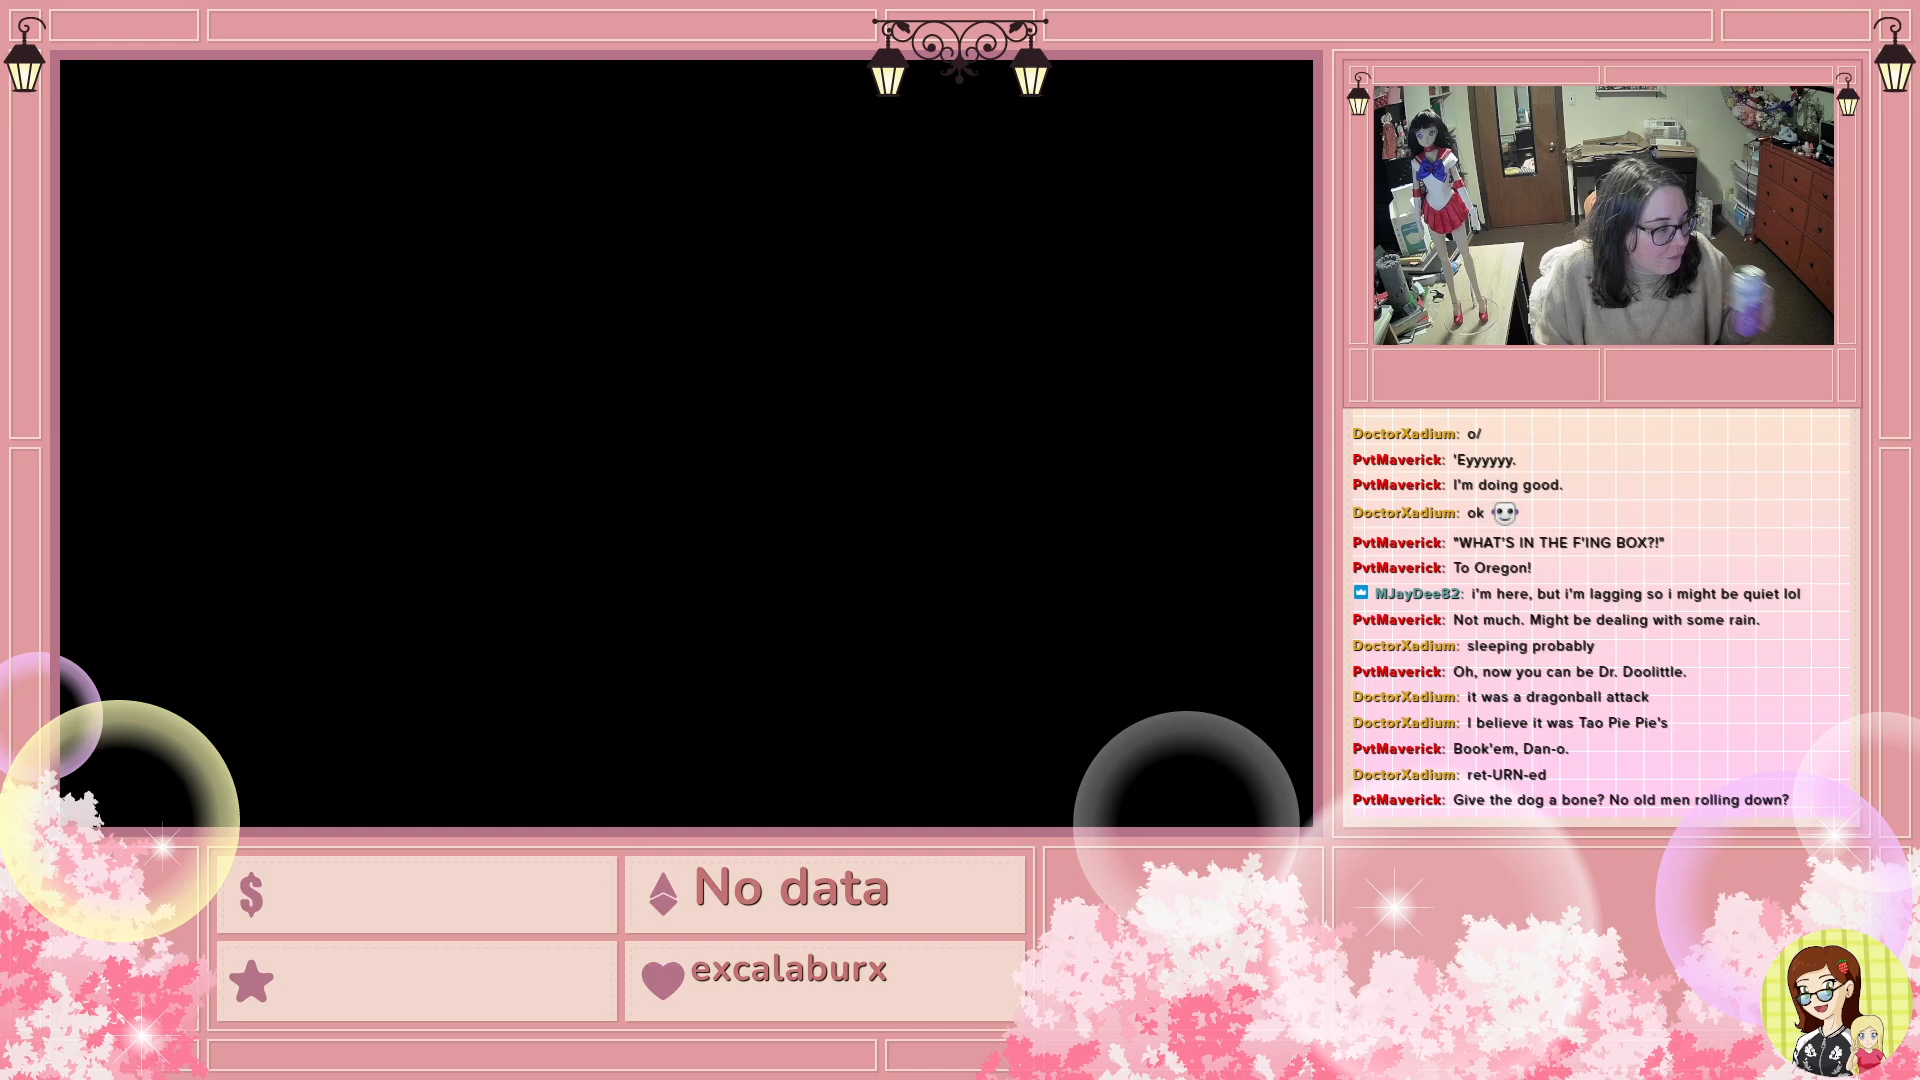 DoctorXadium: o/
PvtMaverick: 'Eyyyyyy.
PvtMaverick: I'm doing good.
DoctorXadium: ok
PvtMaverick: "WHAT'S IN THE F'ING BOX?!"
PvtMaverick: To Oregon!
MJayDee82: i'm here, but i'm lagging so i might be quiet lol
PvtMaverick: Not much. Might be dealing with some rain.
DoctorXadium: sleeping probably
PvtMaverick: Oh, now you can be Dr. Doolittle.
DoctorXadium: it was a dragonball attack
DoctorXadium: I believe it was Tao Pie Pie's
PvtMaverick: Book'em, Dan-o.
DoctorXadium: ret-URN-ed
PvtMaverick: Give the dog a bone? No old men rolling down?
$
No data
excalaburx